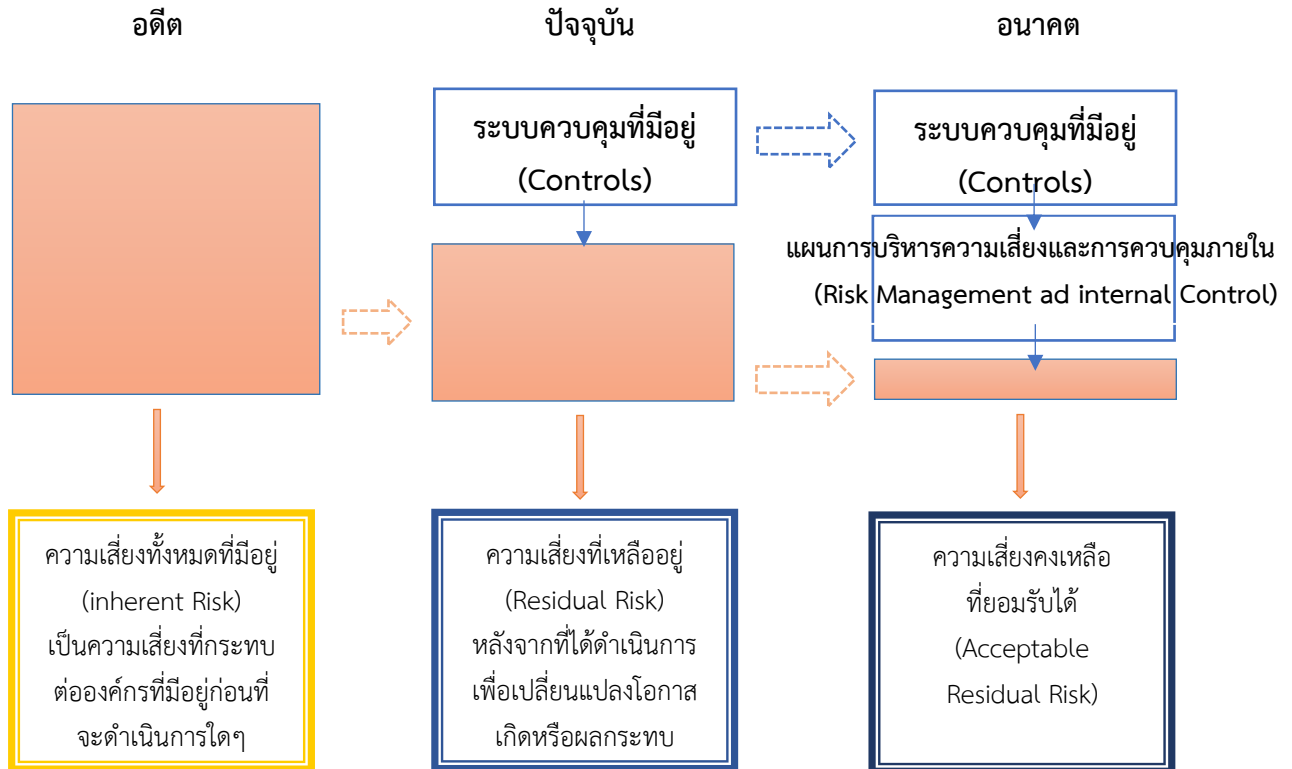 อดีต
ปัจจุบัน
อนาคต
ระบบควบคุมที่มีอยู่
(Controls)
ระบบควบคุมที่มีอยู่
(Controls)
แผนการบริหารความเสี่ยงและการควบคุมภายใน
(Risk Management ad internal Control)
ความเสี่ยงทั้งหมดที่มีอยู่
(inherent Risk)
เป็นความเสี่ยงที่กระทบ
ต่อองค์กรที่มีอยู่ก่อนที่
จะดำเนินการใดๆ
ความเสี่ยงที่เหลืออยู่
(Residual Risk)
หลังจากที่ได้ดำเนินการ
เพื่อเปลี่ยนแปลงโอกาส
เกิดหรือผลกระทบ
ความเสี่ยงคงเหลือ
ที่ยอมรับได้
(Acceptable
Residual Risk)